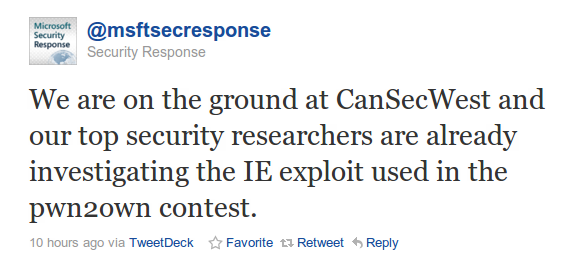 Microsoft
Security
Response
@msftsecresponse
Security Response
We are on the ground at CanSecWest and
our top security researchers are already
investigating the IE exploit used in the
pwn2own contest.
10 hours ago via TweetDeck Favorite Retweet Reply